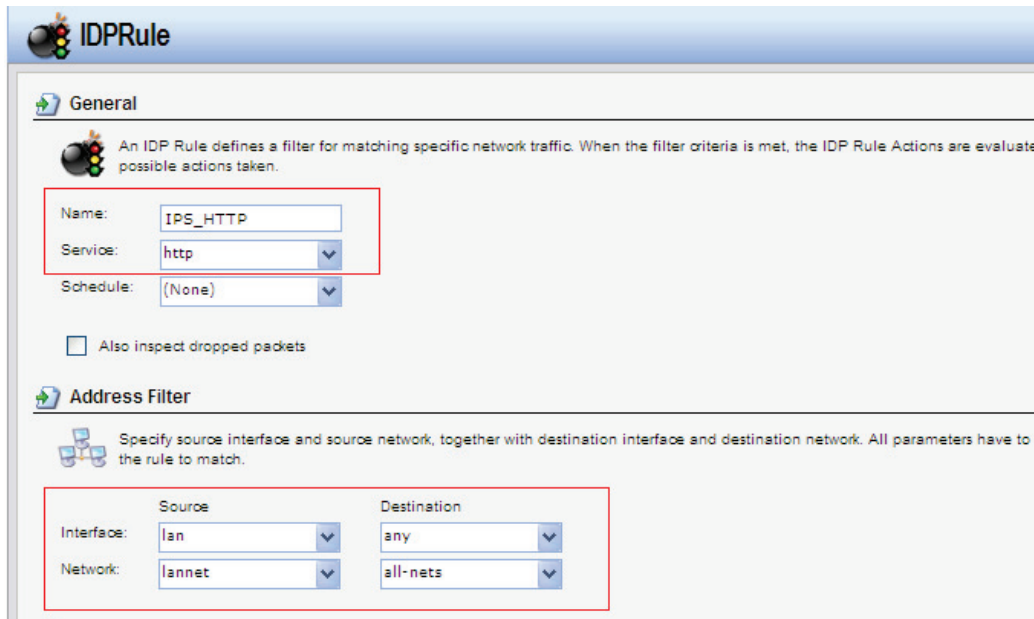 IDPRule
General
An IDP Rule defines a filter for matching specific network traffic. When the filter criteria is met, the IDP Rule Actions are evaluate
possible actions taken.
Name: IPS_HTTP
Service: http
Schedule: (None)
Also inspect dropped packets
Address Filter
Specify source interface and source network, together with destination interface and destination network. All parameters have to
the rule to match.
Source Destination
Interface: lan any
Network: lannet all-nets